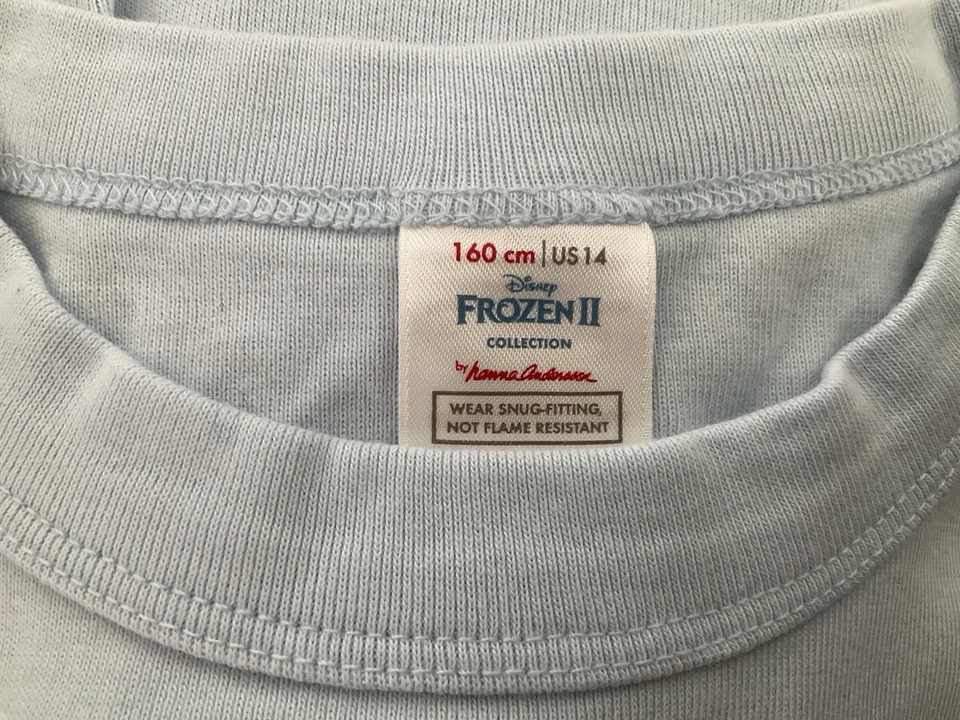 160 cm | US 14
Disney
FROZEN II
COLLECTION
by hanna andersson
WEAR SNUG-FITTING,
NOT FLAME RESISTANT